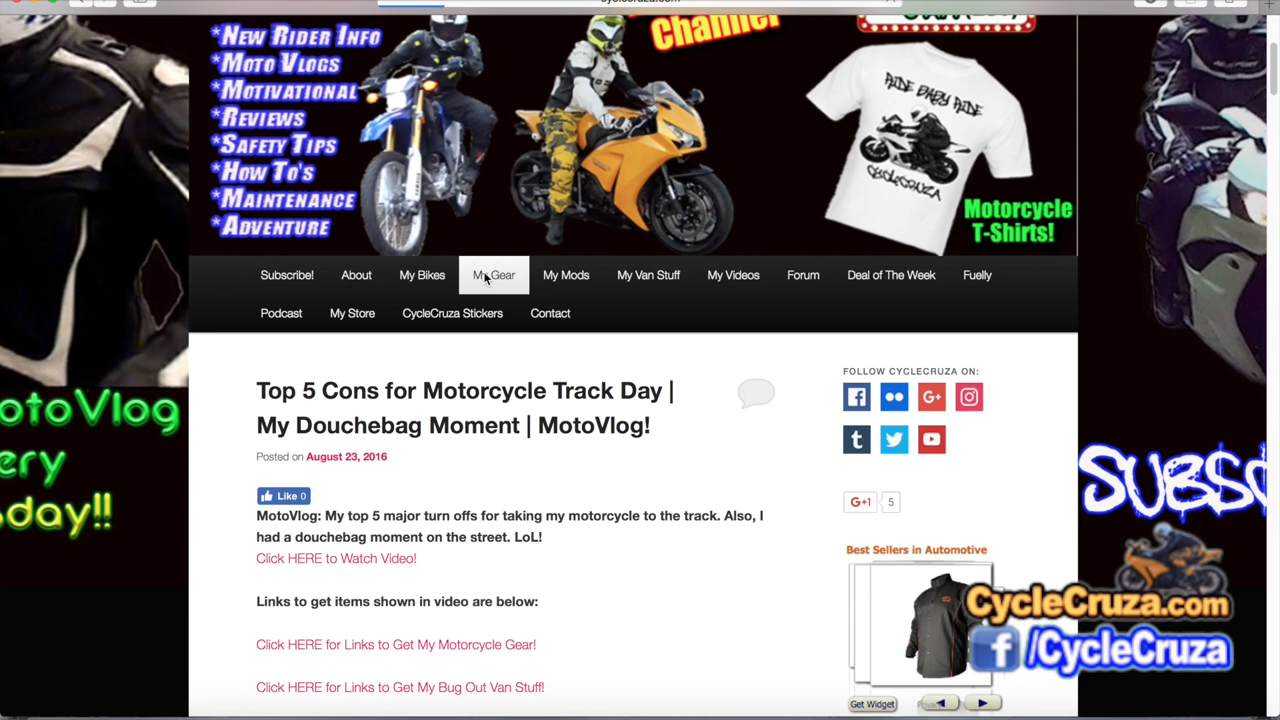 *New Rider Info
*Moto Vlogs
*Motivational
*Reviews
*Safety Tips
*How To's
*Maintenance
*Adventure
Channel
RIDE BABY RIDE
CYCLECRUZA
Motorcycle
T-Shirts!
Subscribe! About My Bikes My Gear My Mods My Van Stuff My Videos Forum Deal of The Week Fuelly
Podcast My Store CycleCruza Stickers Contact
Top 5 Cons for Motorcycle Track Day |
My Douchebag Moment | MotoVlog!
Posted on August 23, 2016
Like 0
MotoVlog: My top 5 major turn offs for taking my motorcycle to the track. Also, I
had a douchebag moment on the street. LoL!
Click HERE to Watch Video!
Links to get items shown in video are below:
Click HERE for Links to Get My Motorcycle Gear!
Click HERE for Links to Get My Bug Out Van Stuff!
FOLLOW CYCLECRUZA ON:
G+1 5
Best Sellers in Automotive
Get Widget
otoVlog
ery
day!!
SUBSC
CycleCruza.com
f /CycleCruza